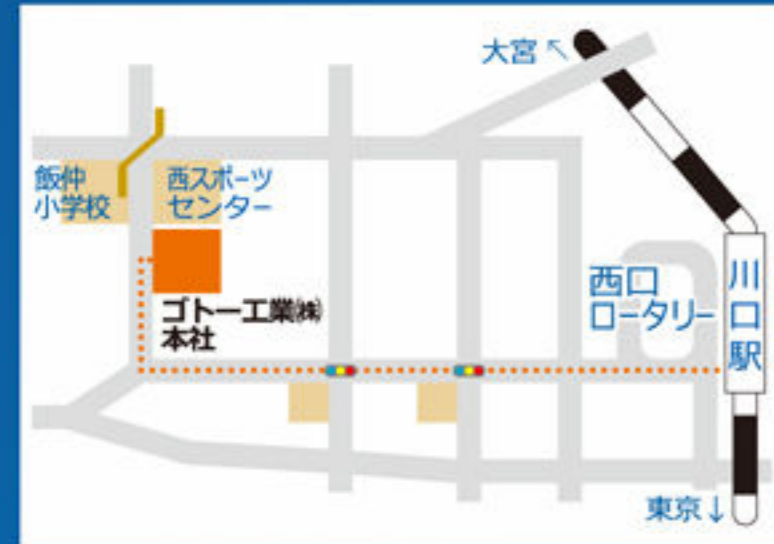 大宮↖
飯仲
小学校
西スポーツ
センター
ゴトー工業㈱
本社
西口
ロータリー
川口駅
東京↓